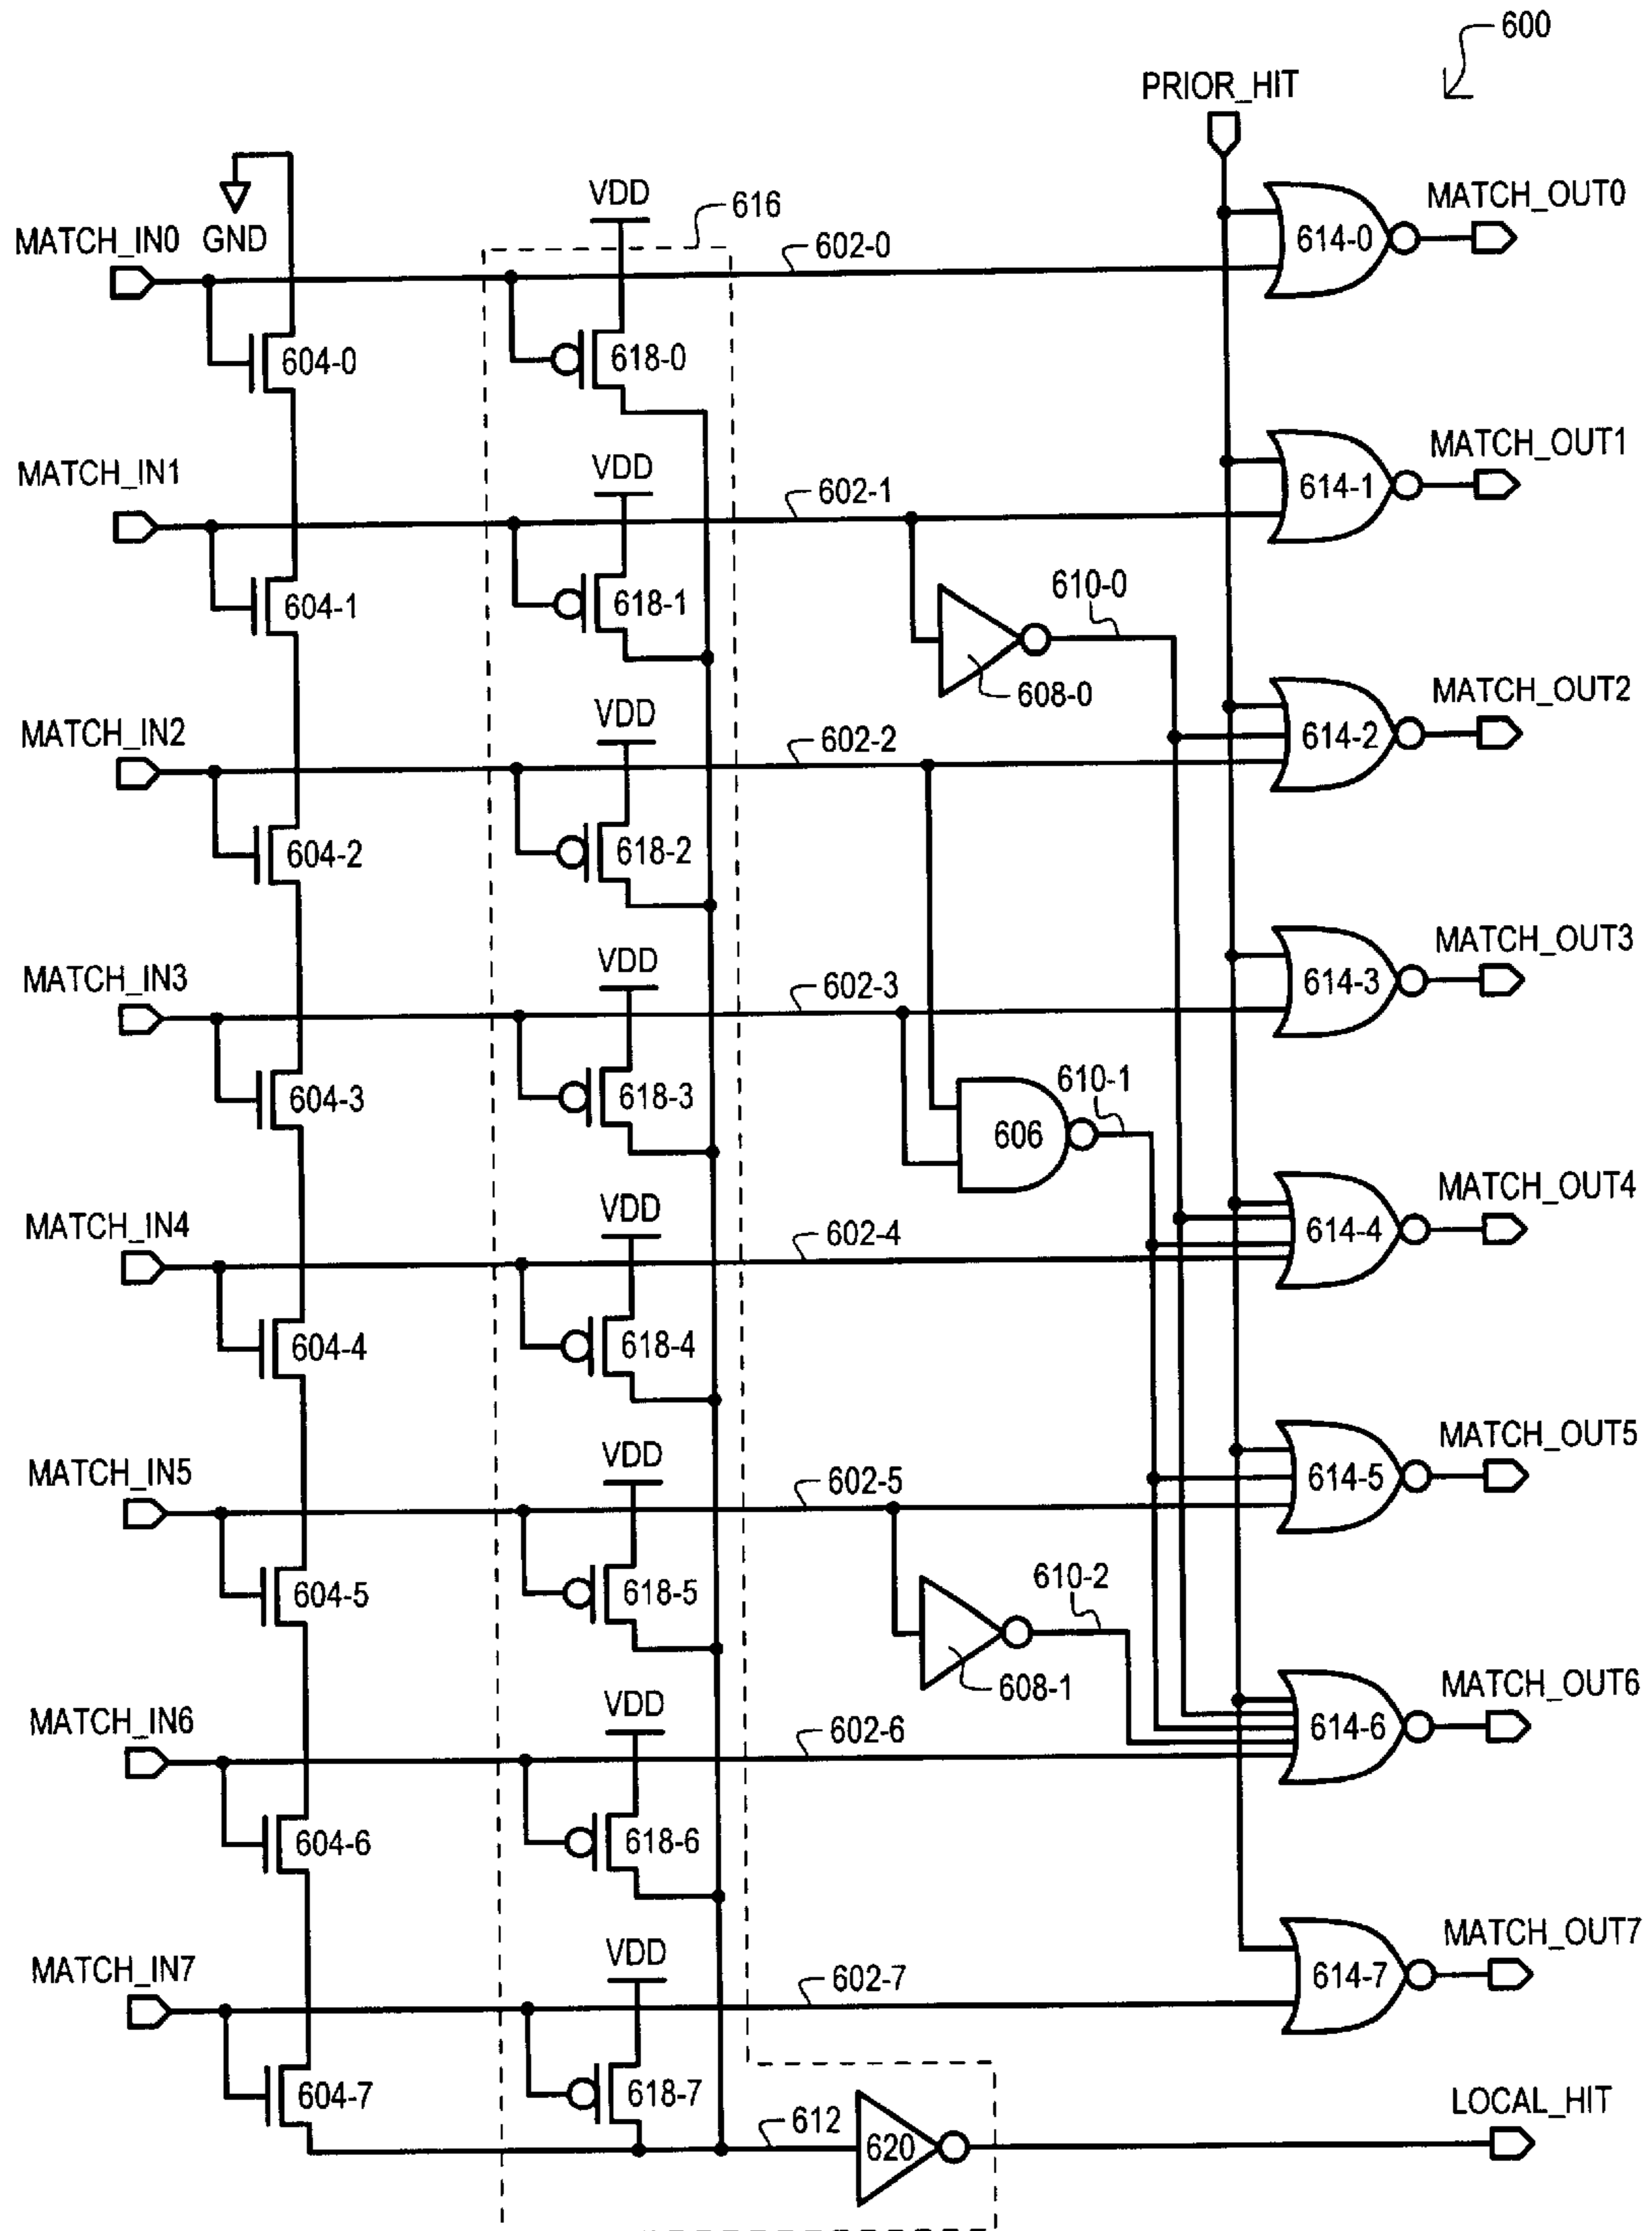 600
PRIOR_HIT
VDD
616
MATCH_OUT0
MATCH_IN0 GND
602-0
614-0
604-0
618-0
MATCH_OUT1
VDD
MATCH_IN1
602-1
614-1
610-0
604-1
618-1
608-0
MATCH_OUT2
VDD
MATCH_IN2
602-2
614-2
604-2
618-2
MATCH_OUT3
VDD
MATCH_IN3
602-3
614-3
610-1
604-3
618-3
606
MATCH_OUT4
VDD
MATCH_IN4
602-4
614-4
604-4
618-4
MATCH_OUT5
VDD
MATCH_IN5
602-5
614-5
610-2
604-5
618-5
608-1
MATCH_OUT6
VDD
MATCH_IN6
602-6
614-6
604-6
618-6
MATCH_OUT7
VDD
MATCH_IN7
602-7
614-7
604-7
618-7
LOCAL_HIT
612
620